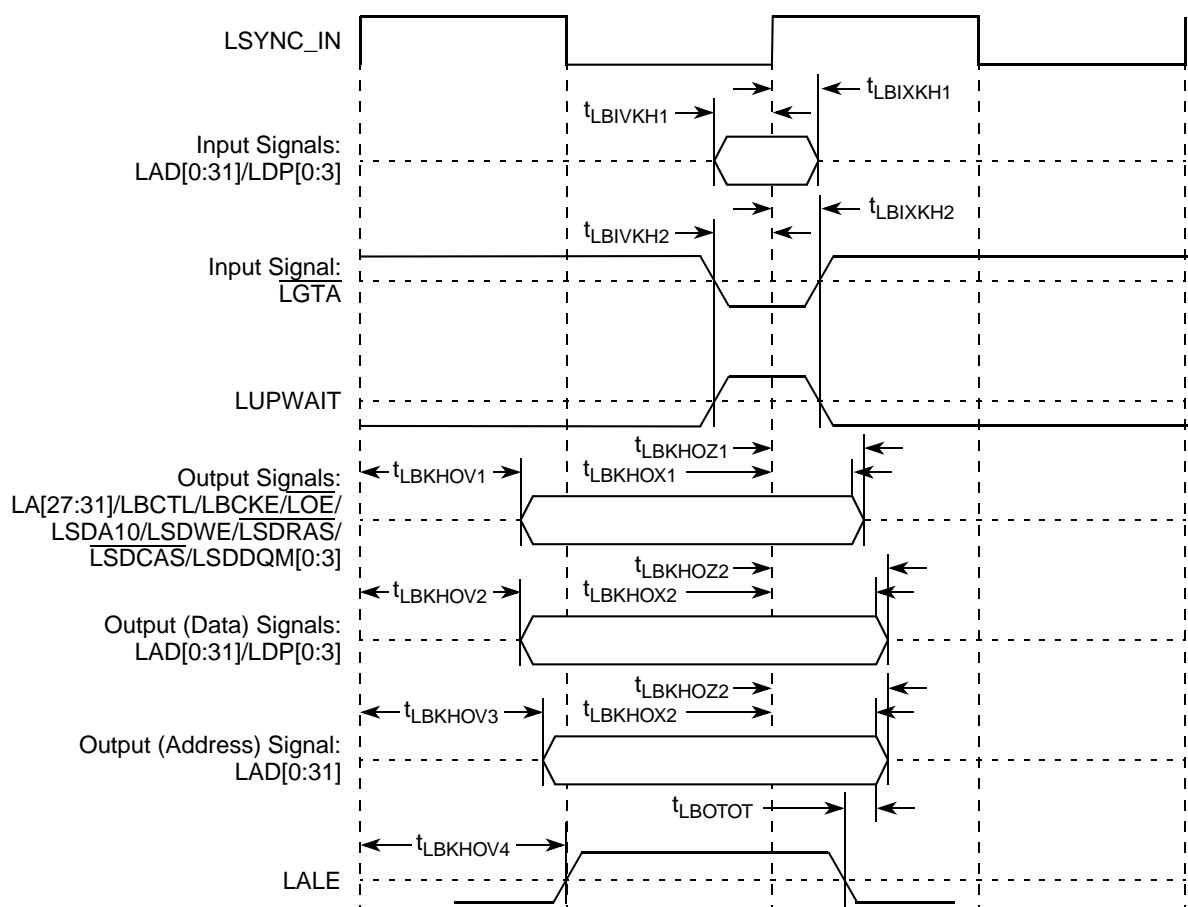 LSYNC_IN
tLBIXKH1
tLBIVKH1
Input Signals:
LAD[0:31]/LDP[0:3]
tLBIXKH2
tLBIVKH2
Input Signal:
LGTA
LUPWAIT
tLBKHOZ1
tLBKHOV1
tLBKHOX1
Output Signals:
LA[27:31]/LBCTL/LBCKE/LOE/
LSDA10/LSDWE/LSDRAS/
LSDCAS/LSDDQM[0:3]
tLBKHOZ2
tLBKHOV2
tLBKHOX2
Output (Data) Signals:
LAD[0:31]/LDP[0:3]
tLBKHOZ2
tLBKHOV3
tLBKHOX2
Output (Address) Signal:
LAD[0:31]
tLBOTOT
tLBKHOV4
LALE